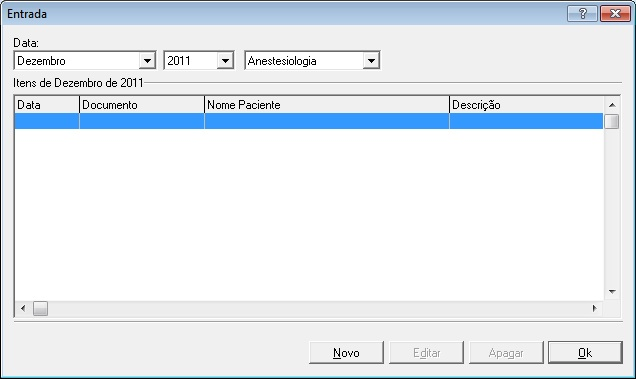 Entrada
Data:
Dezembro 2011 Anestesiologia
Itens de Dezembro de 2011
Data Documento Nome Paciente Descrição
Novo Editar Apagar Ok